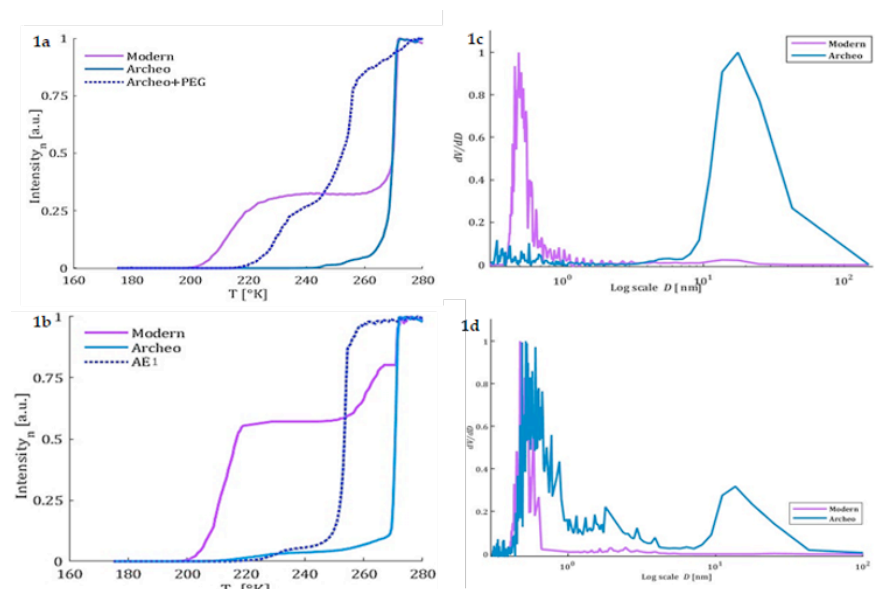 1a
Modern
Archeo
Archeo+PEG
Intensityn [a.u.]
1
0.75
0.5
0.25
0
160
180
200
220
240
260
280
T [°K]
1b
Modern
Archeo
AE1
Intensityn [a.u.]
1
0.75
0.5
0.25
0
160
180
200
220
240
260
280
1c
Modern
Archeo
dV/dD
1
0.8
0.6
0.4
0.2
0
10^0
10^1
10^2
Log scale D [nm]
1d
Modern
Archeo
dV/dD
1
0.8
0.6
0.4
0.2
0
10^0
10^1
10^2
Log scale D [nm]